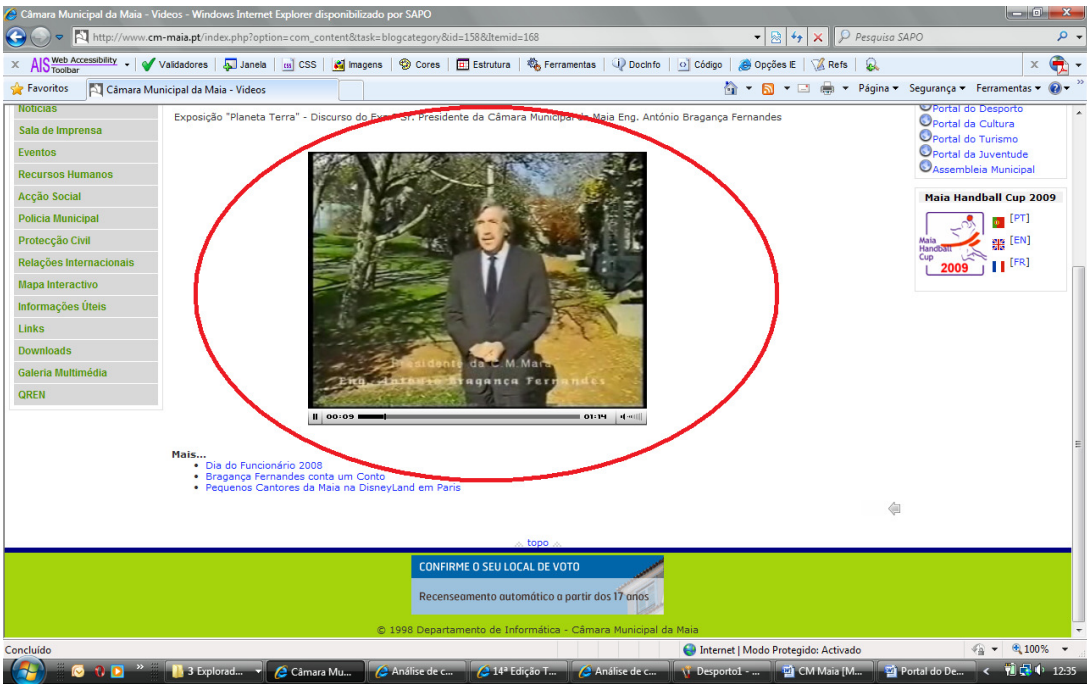 Câmara Municipal da Maia - Videos - Windows Internet Explorer disponibilizado por SAPO
http://www.cm-maia.pt/index.php?option=com_content&task=blogcategory&id=158&Itemid=168
Pesquisa SAPO
x AIS Web Accessibility Toolbar Validadores Janela CSS Imagens Cores Estrutura Ferramentas DocInfo Código Opções IE Refs x
Favoritos Câmara Municipal da Maia - Videos Página Segurança Ferramentas
Notícias
Sala de Imprensa
Eventos
Recursos Humanos
Acção Social
Polícia Municipal
Protecção Civil
Relações Internacionais
Mapa Interactivo
Informações Úteis
Links
Downloads
Galeria Multimédia
QREN
Exposição "Planeta Terra" - Discurso do Exmº Sr. Presidente da Câmara Municipal da Maia Eng. António Bragança Fernandes
Presidente da C.M.Maia
Eng. António Bragança Fernandes
00:09 01:14
Mais...
Dia do Funcionário 2008
Bragança Fernandes conta um Conto
Pequenos Cantores da Maia na DisneyLand em Paris
Portal do Desporto
Portal da Cultura
Portal do Turismo
Portal da Juventude
Assembleia Municipal
Maia Handball Cup 2009
Maia
Handball
Cup
2009
[PT]
[EN]
[FR]
topo
CONFIRME O SEU LOCAL DE VOTO
Recenseamento automático a partir dos 17 anos
© 1998 Departamento de Informática - Câmara Municipal da Maia
Concluído Internet | Modo Protegido: Activado 100%
3 Explorad... Câmara Mu... Análise de c... 14ª Edição T... Análise de c... Desporto1 - ... CM Maia [M... Portal do De... 12:35